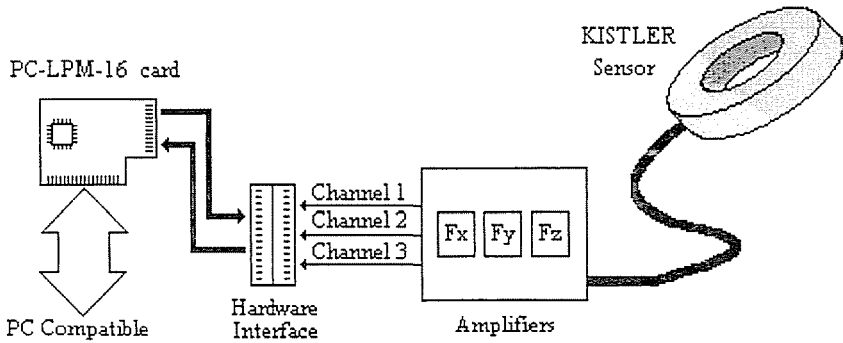 KISTLER
Sensor
PC-LPM-16 card
Channel 1
Channel 2
Channel 3
Fx Fy Fz
Hardware
Interface
Amplifiers
PC Compatible